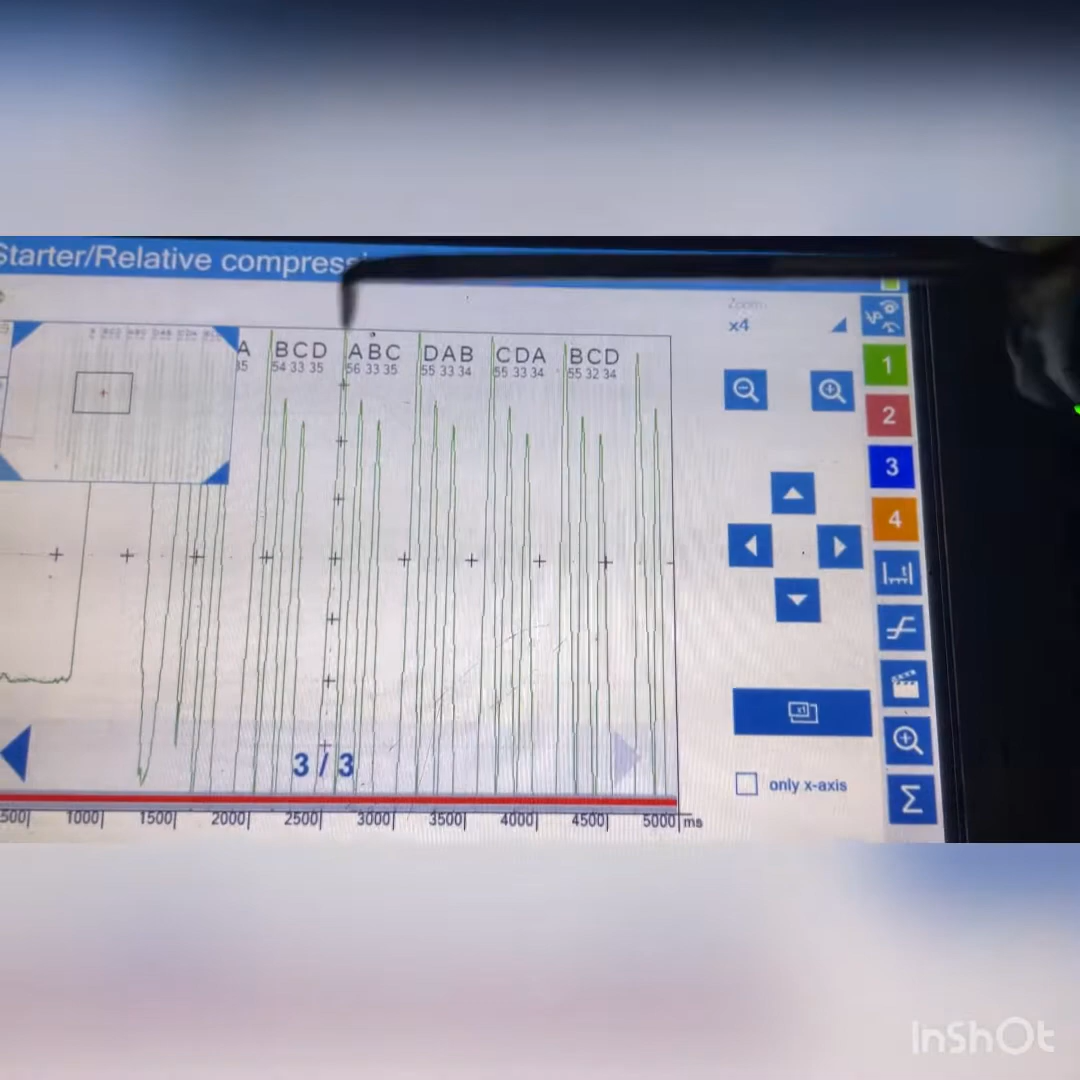 Starter/Relative compress
Zoom
x4
A BCD ABC DAB CDA BCD
35 54 33 35 56 33 35 55 33 34 55 33 34 55 32 34
1
2
3
4
x1
3 / 3
only x-axis
500 1000 1500 2000 2500 3000 3500 4000 4500 5000 ms
Σ
InShOt